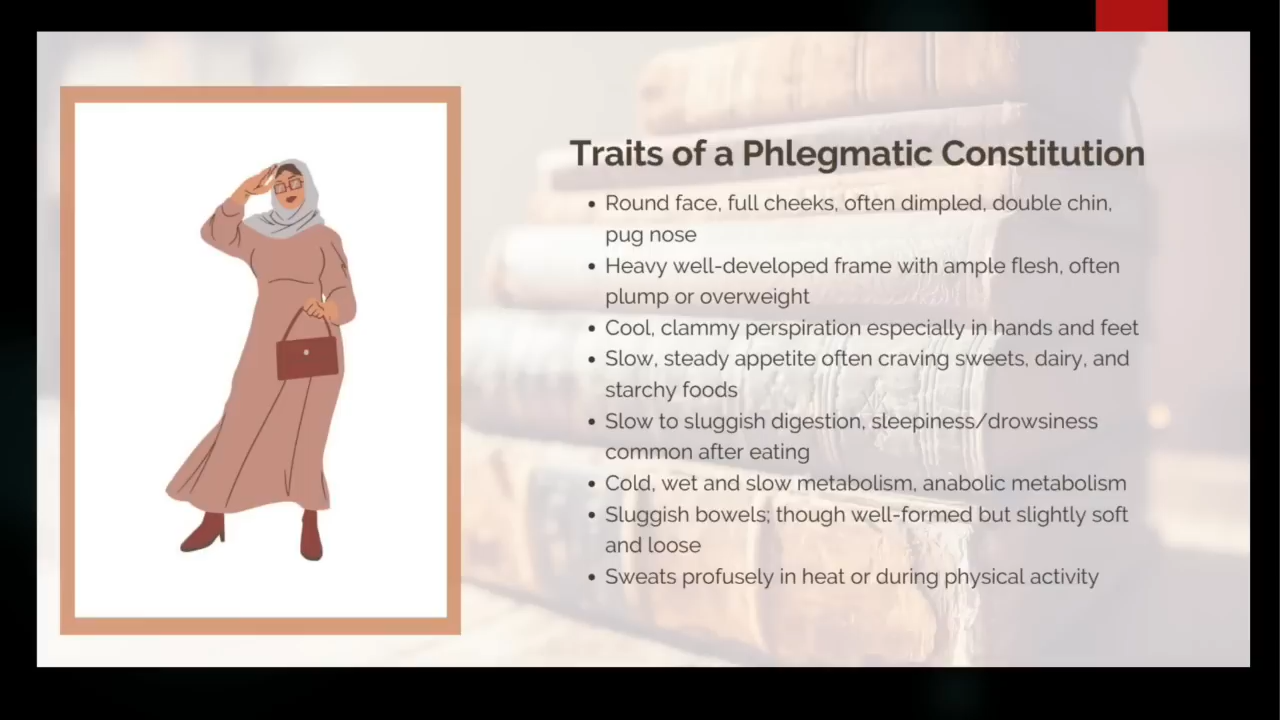 Traits of a Phlegmatic Constitution
• Round face, full cheeks, often dimpled, double chin,
pug nose
• Heavy well-developed frame with ample flesh, often
plump or overweight
• Cool, clammy perspiration especially in hands and feet
• Slow, steady appetite often craving sweets, dairy, and
starchy foods
• Slow to sluggish digestion, sleepiness/drowsiness
common after eating
• Cold, wet and slow metabolism, anabolic metabolism
• Sluggish bowels; though well-formed but slightly soft
and loose
• Sweats profusely in heat or during physical activity